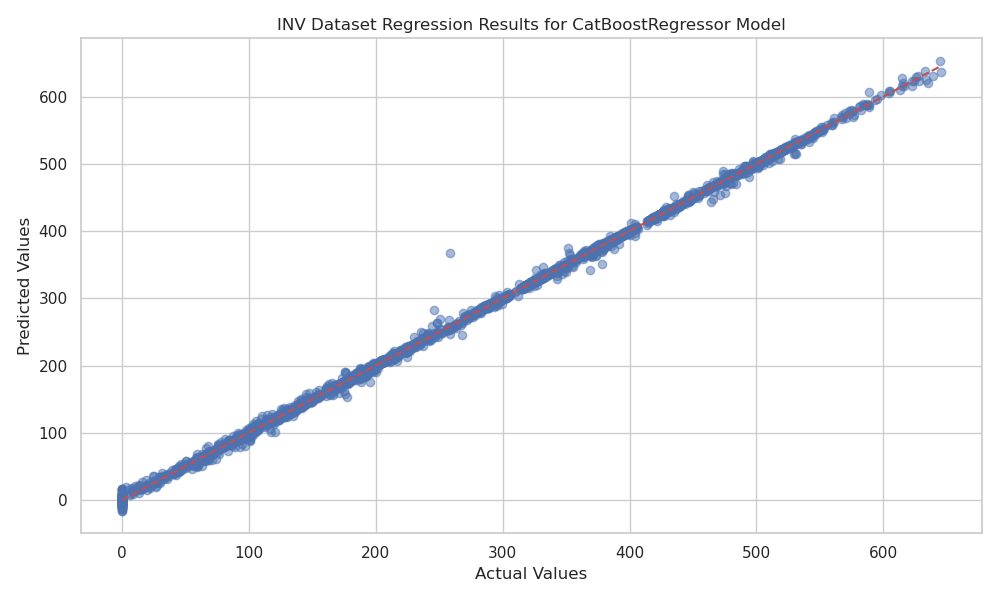 INV Dataset Regression Results for CatBoostRegressor Model
Predicted Values
600
500
400
300
200
100
0
0 100 200 300 400 500 600
Actual Values